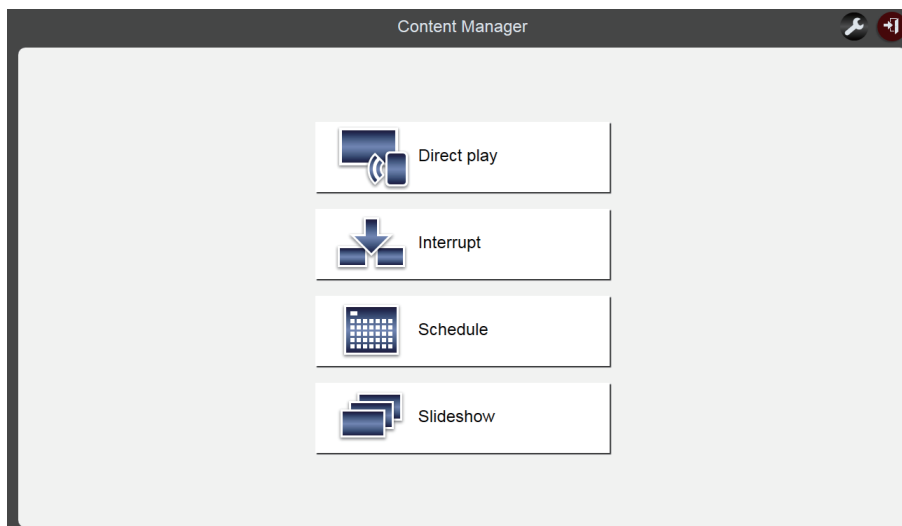 Content Manager
Direct play
Interrupt
Schedule
Slideshow